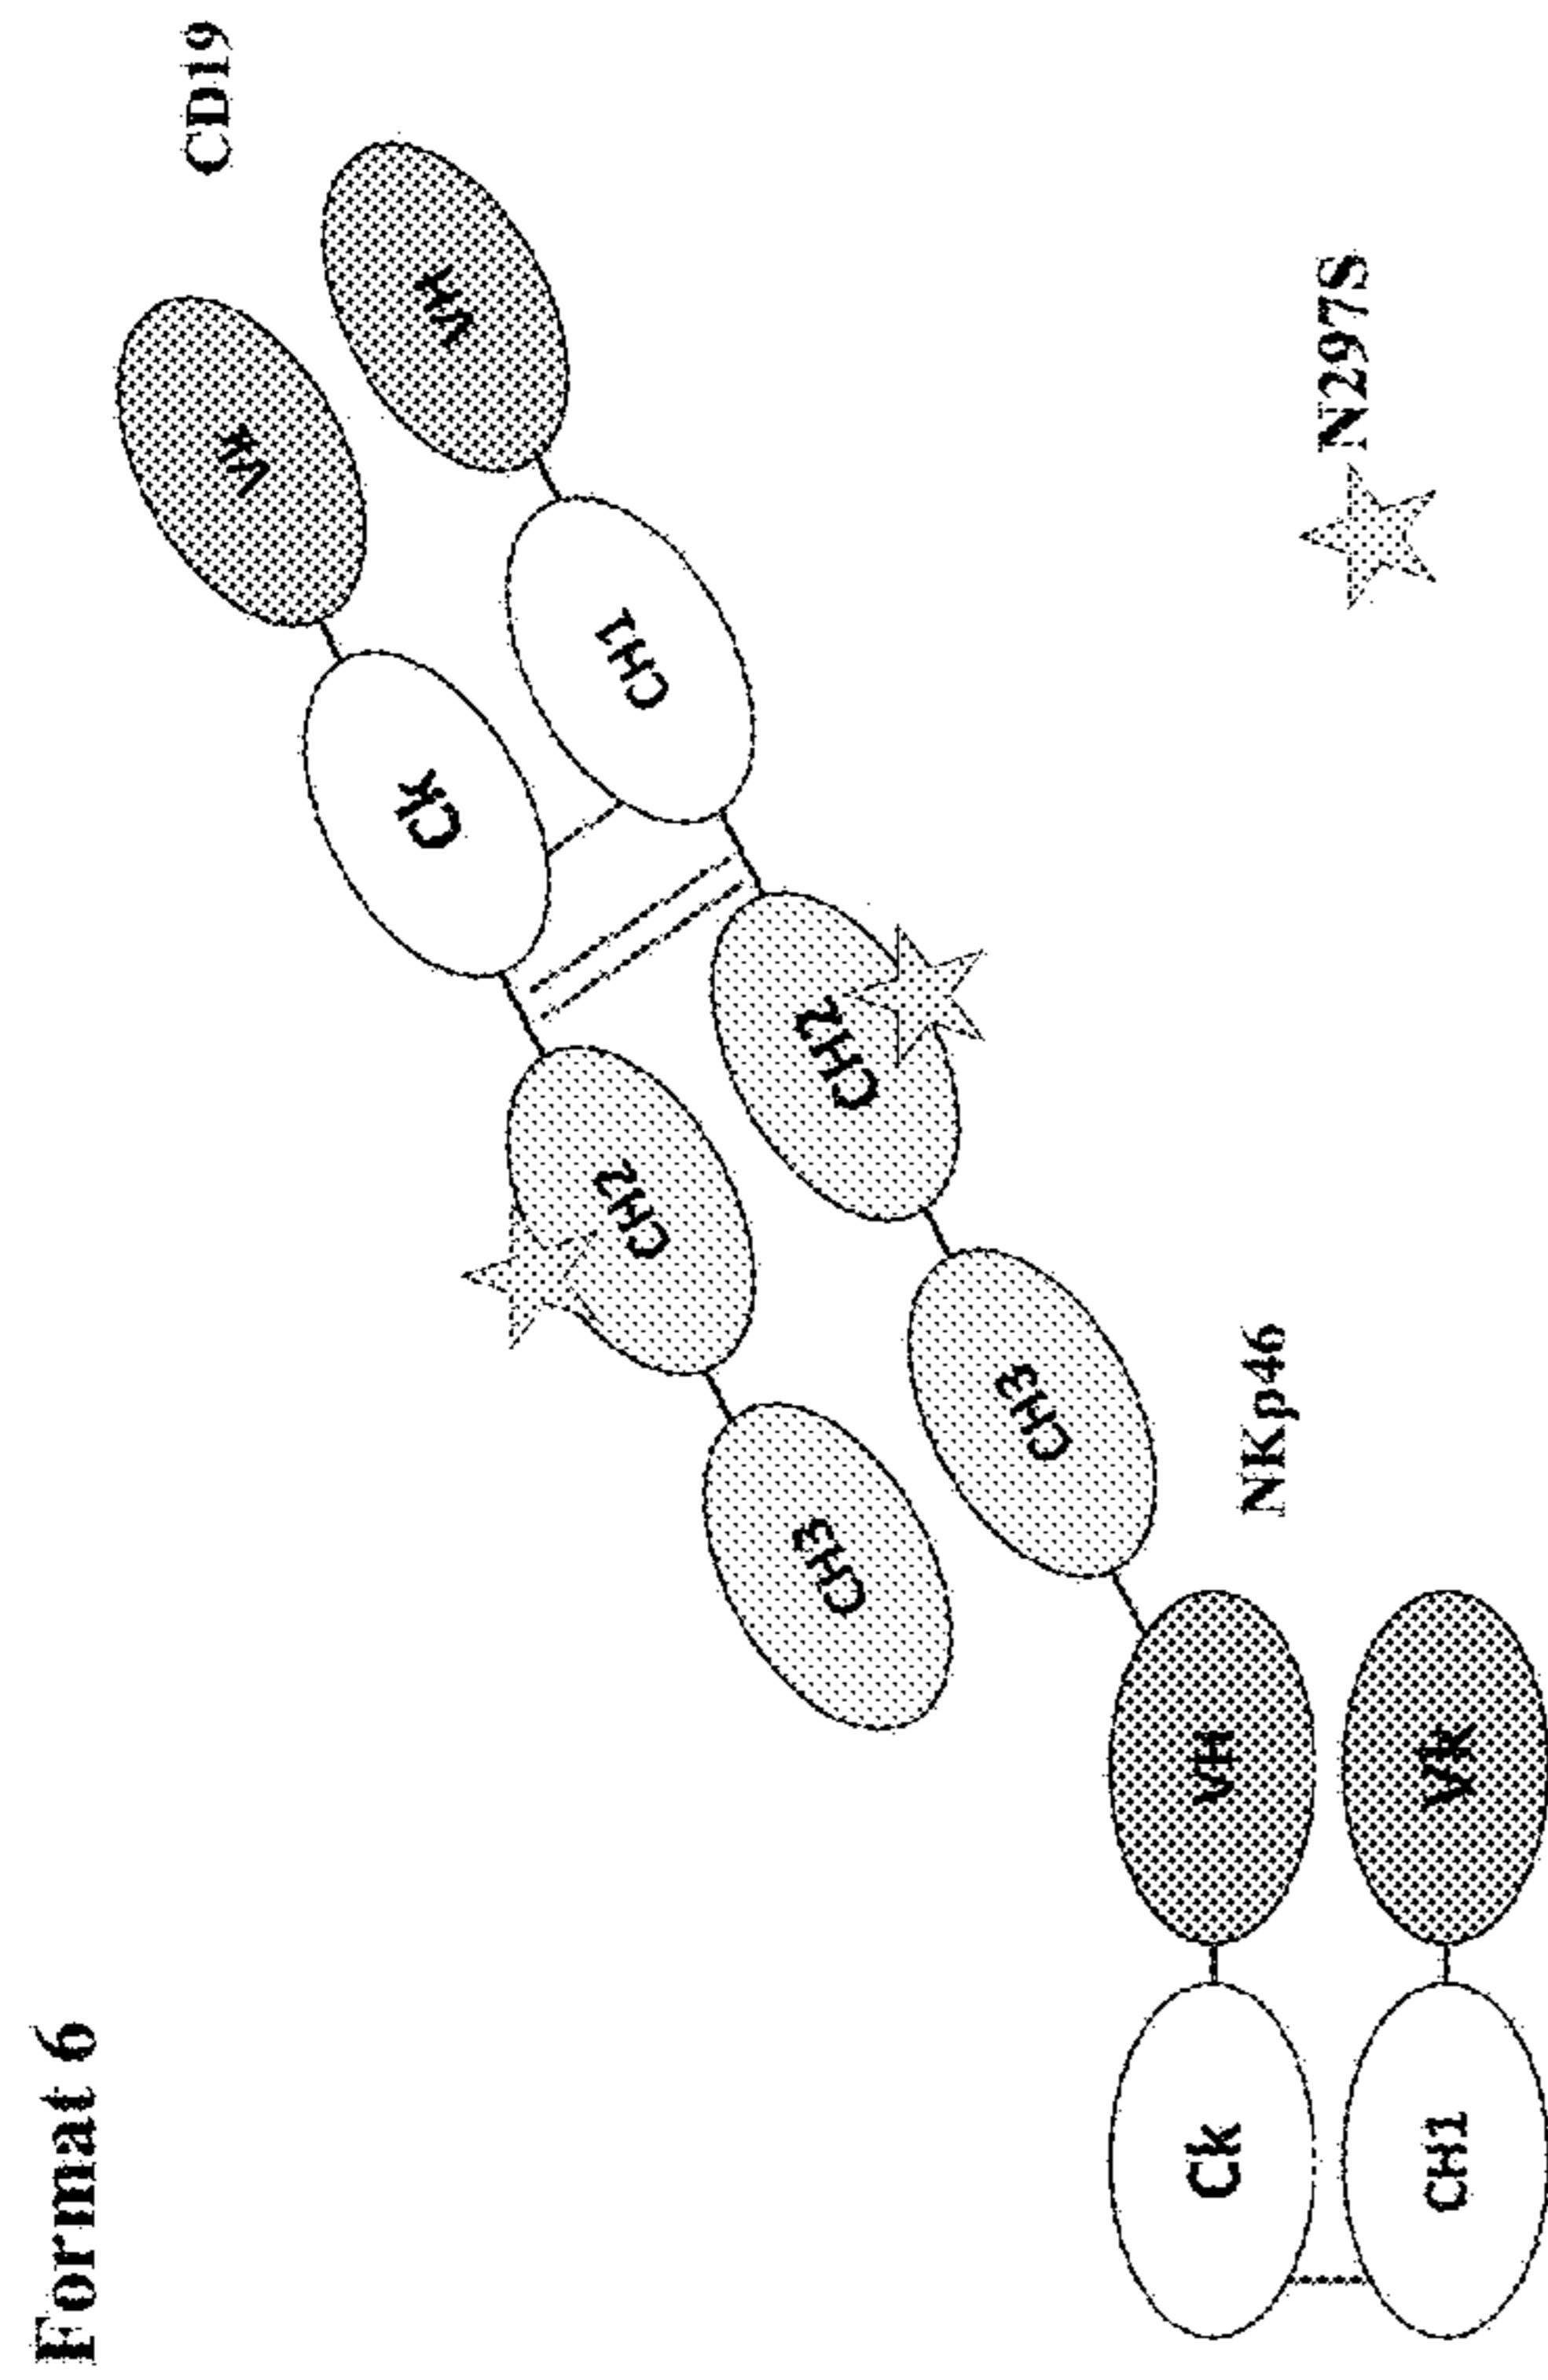 Format 6
CD19
VK
CK
VH
CH2
CH1
CH3
CH2
CH3
NKp46
Ck
VH
N297S
CH1
Vk